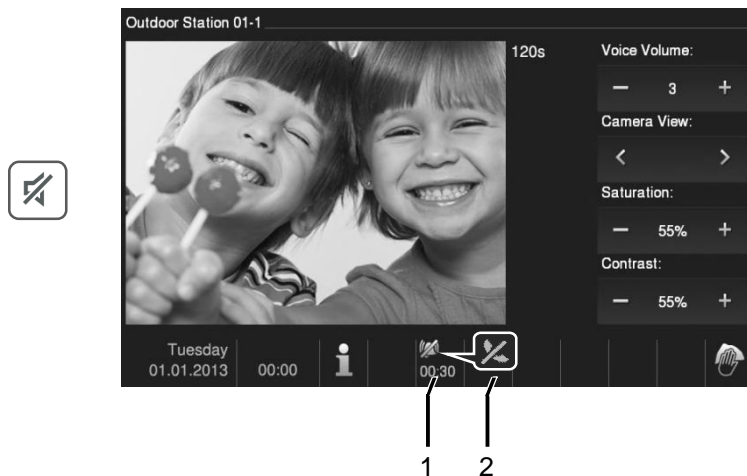 Outdoor Station 01-1
120s
Voice Volume:
− 3 +
Camera View:
< >
Saturation:
− 55% +
Contrast:
− 55% +
Tuesday
01.01.2013
00:00
i
00:30
1 2